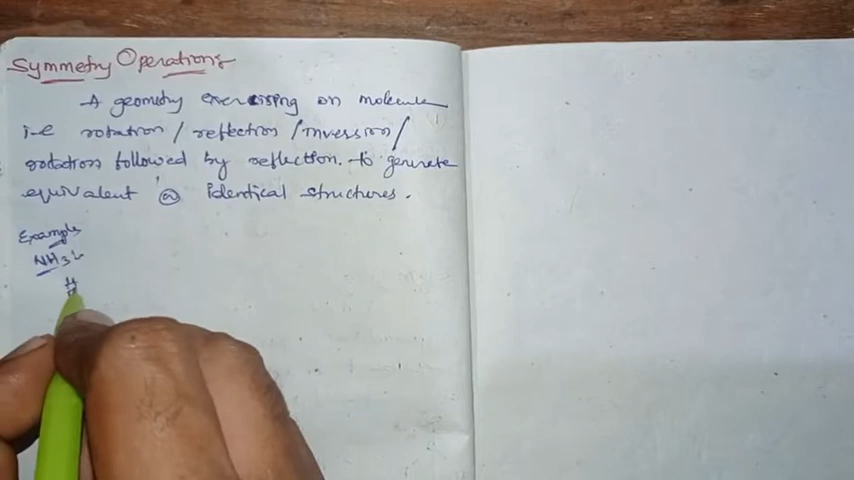 Symmetry Operations
A geometry exercising on molecule
i-e rotation / reflection / inversion /
rotation followed by reflection. to generate
equivalent @ identical structures.
Example
NH3:
H